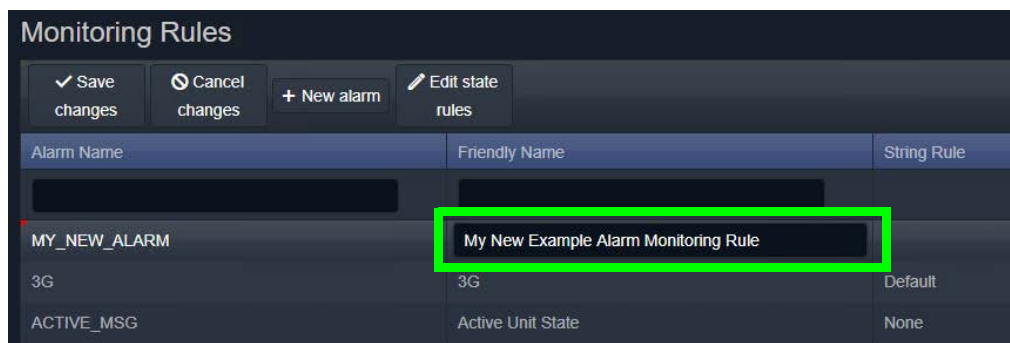 Monitoring Rules
Save changes
Cancel changes
+ New alarm
Edit state rules
Alarm Name Friendly Name String Rule
MY_NEW_ALARM My New Example Alarm Monitoring Rule
3G 3G Default
ACTIVE_MSG Active Unit State None